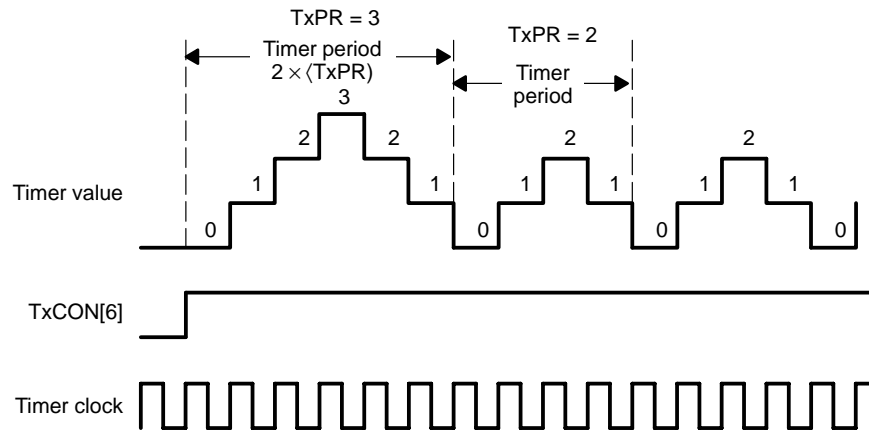 TxPR = 3
Timer period
2 × ⟨TxPR)
TxPR = 2
Timer
period
3
2 2 2 2
1 1 1 1 1 1
Timer value
0 0 0 0
TxCON[6]
Timer clock